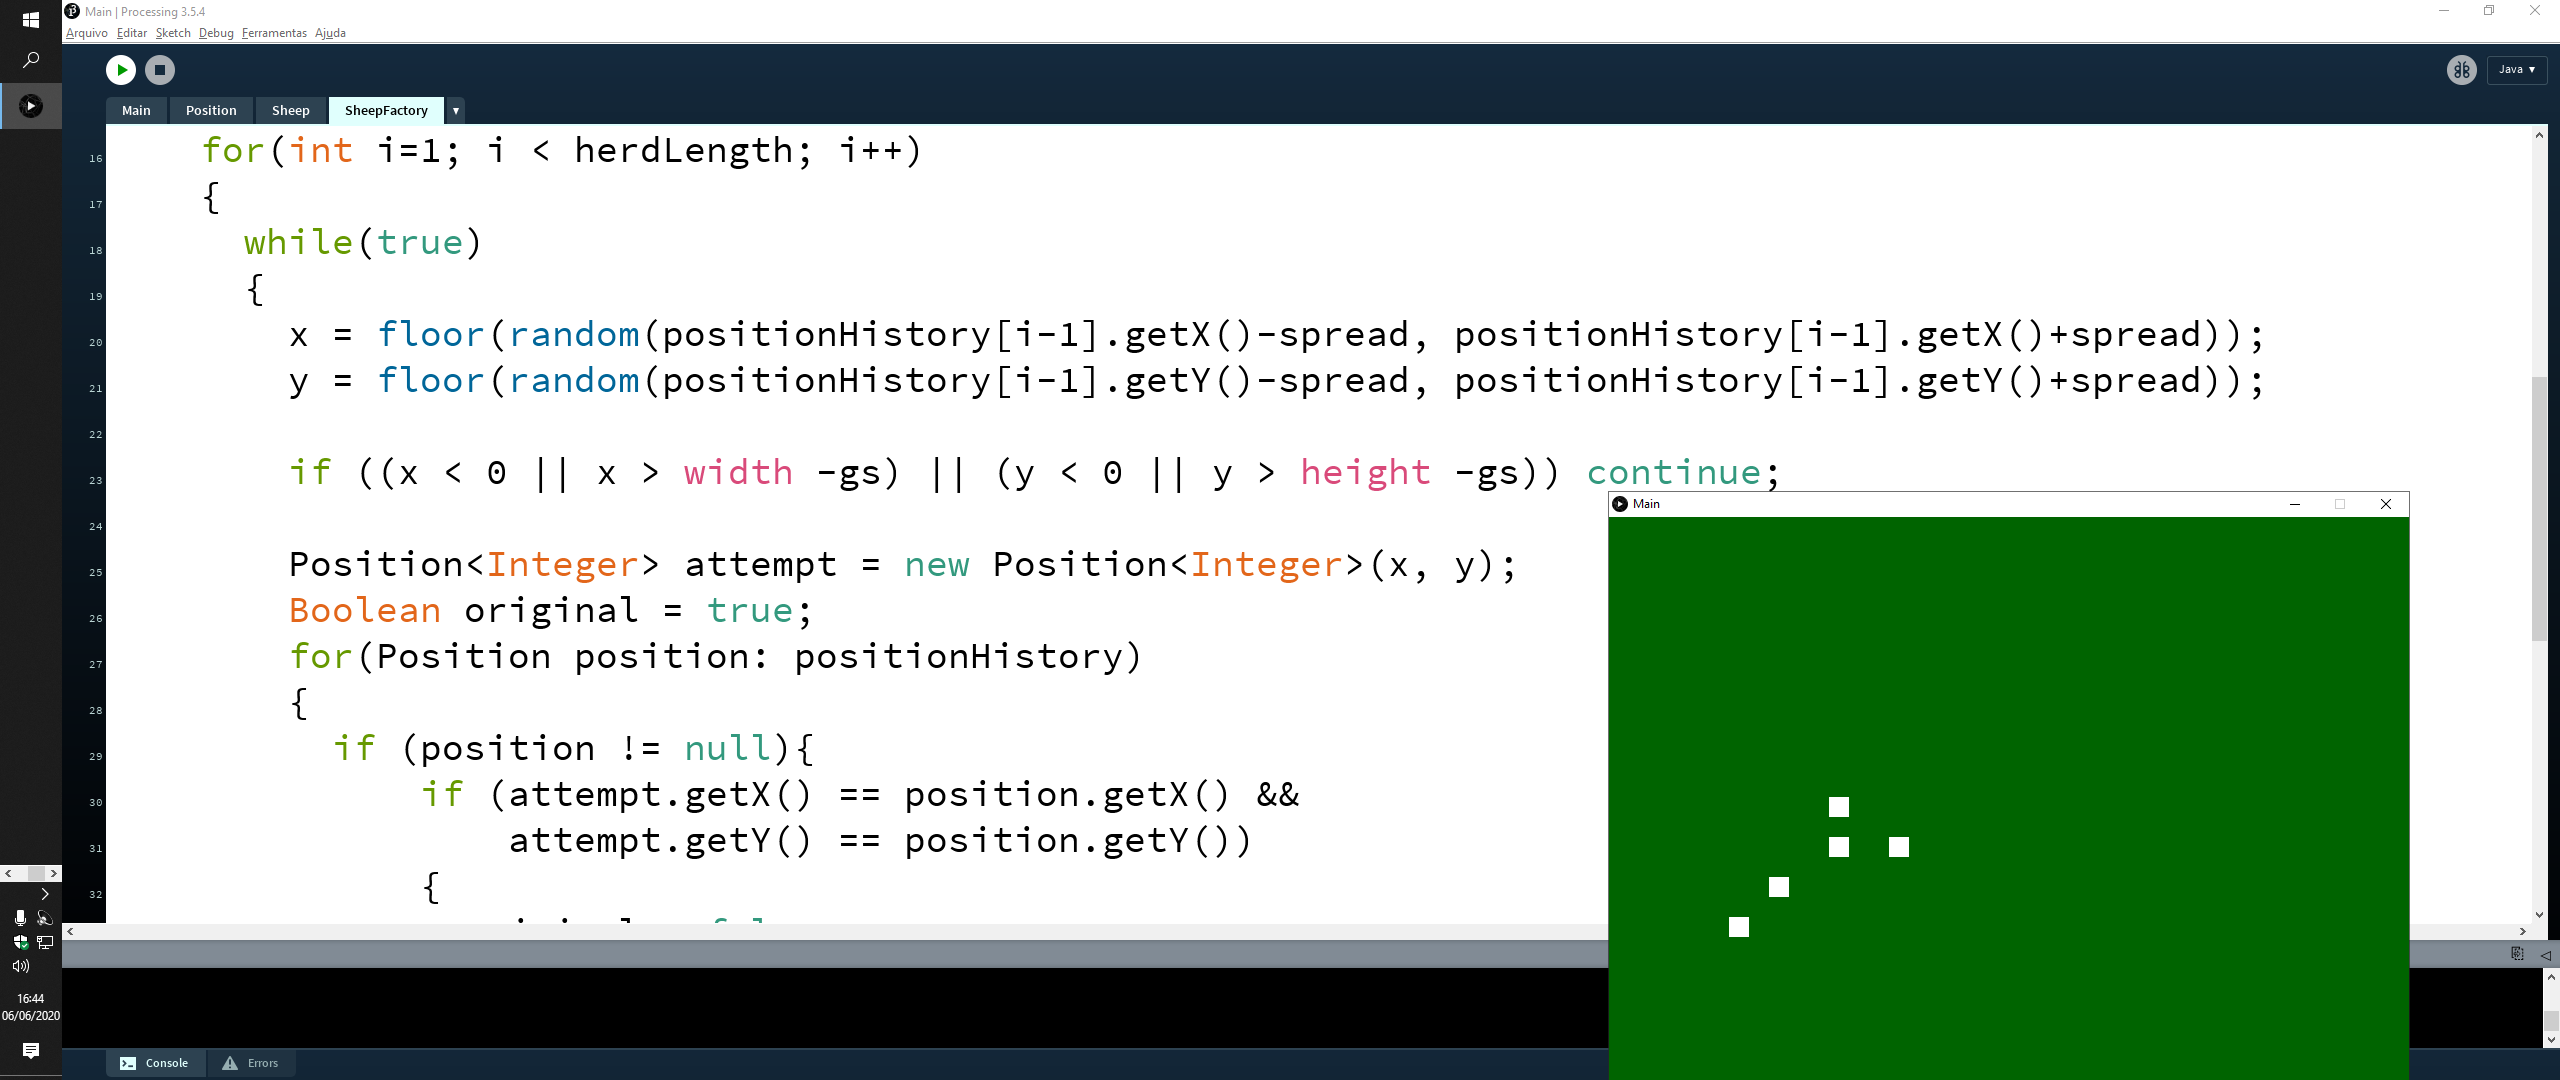 Main | Processing 3.5.4
Arquivo Editar Sketch Debug Ferramentas Ajuda
Java ▾
Main Position Sheep SheepFactory ▾
16 for(int i=1; i < herdLength; i++)
17 {
18 while(true)
19 {
20 x = floor(random(positionHistory[i-1].getX()-spread, positionHistory[i-1].getX()+spread));
21 y = floor(random(positionHistory[i-1].getY()-spread, positionHistory[i-1].getY()+spread));
22
23 if ((x < 0 || x > width -gs) || (y < 0 || y > height -gs)) continue;
24
25 Position<Integer> attempt = new Position<Integer>(x, y);
26 Boolean original = true;
27 for(Position position: positionHistory)
28 {
29 if (position != null){
30 if (attempt.getX() == position.getX() &&
31 attempt.getY() == position.getY())
32 {
Main
16:44
06/06/2020
Console Errors